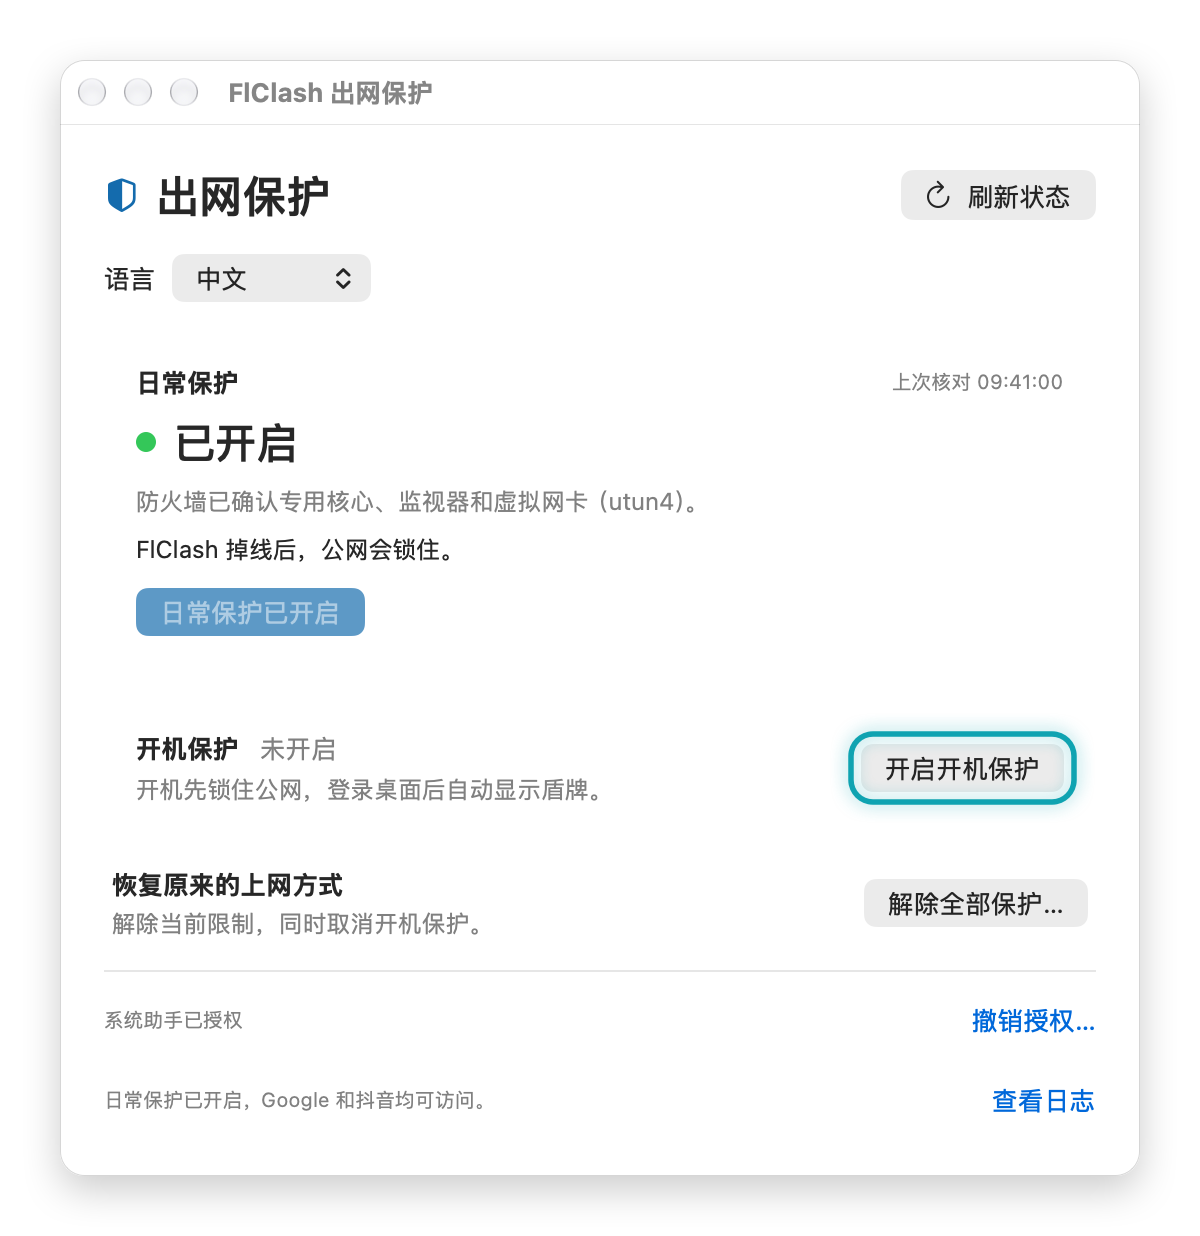 FlClash 出网保护
出网保护
刷新状态
语言 中文
日常保护
上次核对 09:41:00
已开启
防火墙已确认专用核心、监视器和虚拟网卡（utun4）。
FlClash 掉线后，公网会锁住。
日常保护已开启
开机保护 未开启
开机先锁住公网，登录桌面后自动显示盾牌。
开启开机保护
恢复原来的上网方式
解除当前限制，同时取消开机保护。
解除全部保护...
系统助手已授权
撤销授权...
日常保护已开启，Google 和抖音均可访问。
查看日志